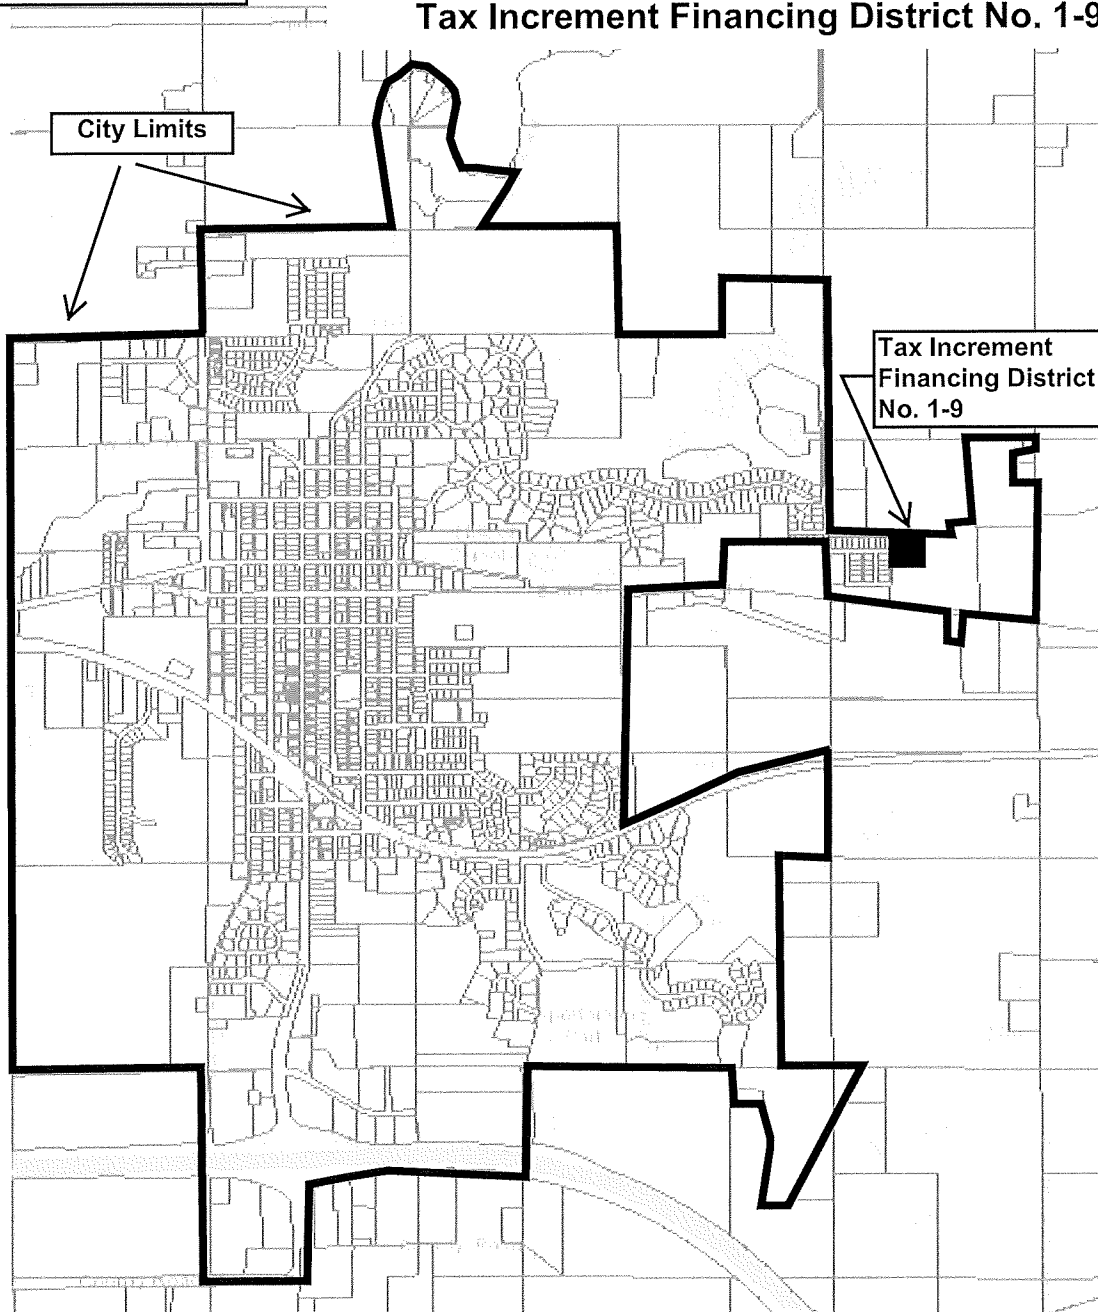 Tax Increment Financing District No. 1-9
City Limits
Tax Increment
Financing District
No. 1-9